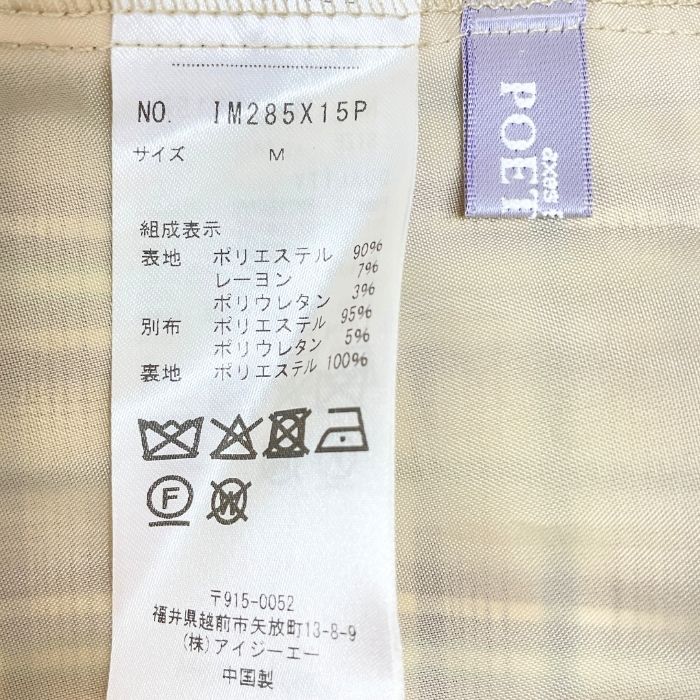 NO. IM285X15P
サイズ M
組成表示
表地 ポリエステル 90%
レーヨン 7%
ポリウレタン 3%
別布 ポリエステル 95%
ポリウレタン 5%
裏地 ポリエステル 100%
F
W
〒915-0052
福井県越前市矢放町13-8-9
(株)アイジーエー
中国製
axes
POET